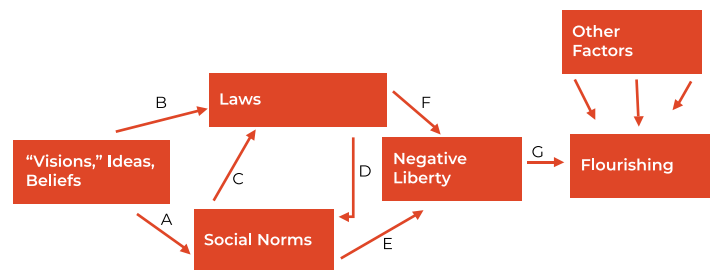 Other
Factors
B
Laws
F
"Visions," Ideas,
Beliefs
C
D
Negative
Liberty
G
Flourishing
A
Social Norms
E